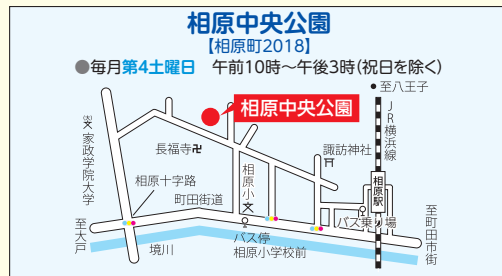 相原中央公園
【相原町2018】
●毎月第4土曜日 午前10時～午後3時(祝日を除く)
至八王子
相原中央公園
JR横浜線
長福寺卍
諏訪神社
家政学院大学
相原十字路
相原小
相原駅
町田街道
バス乗り場
至大戸
境川
バス停
相原小学校前
至町田市街